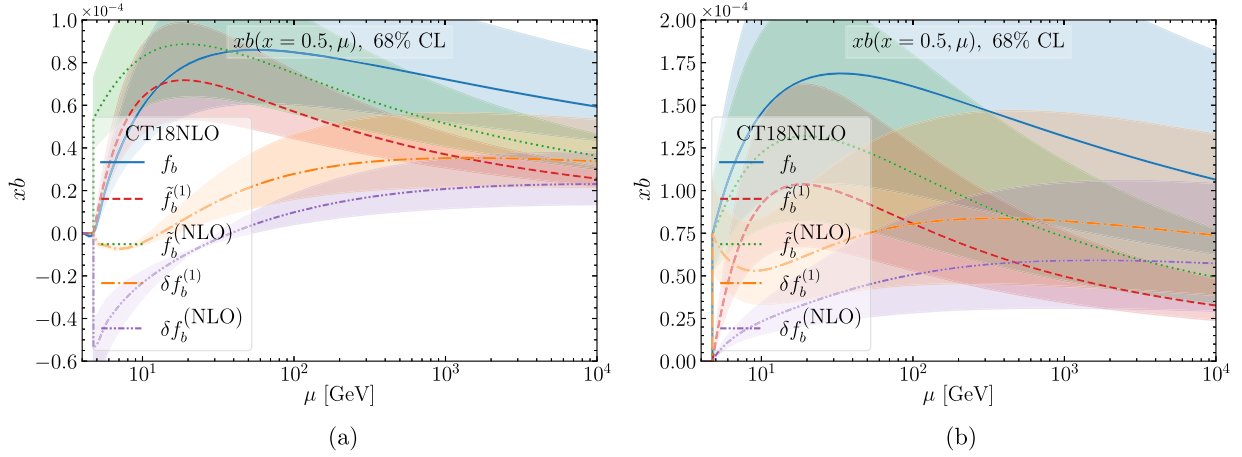 ×10⁻⁴
1.0
0.8
0.6
0.4
0.2
0.0
−0.2
−0.4
−0.6
xb
xb(x = 0.5, μ), 68% CL
CT18NLO
f_b
f̃_b^(1)
f̃_b^(NLO)
δf_b^(1)
δf_b^(NLO)
10¹ 10² 10³ 10⁴
μ [GeV]
(a)
×10⁻⁴
2.00
1.75
1.50
1.25
1.00
0.75
0.50
0.25
0.00
xb
xb(x = 0.5, μ), 68% CL
CT18NNLO
f_b
f̃_b^(1)
f̃_b^(NLO)
δf_b^(1)
δf_b^(NLO)
10¹ 10² 10³ 10⁴
μ [GeV]
(b)